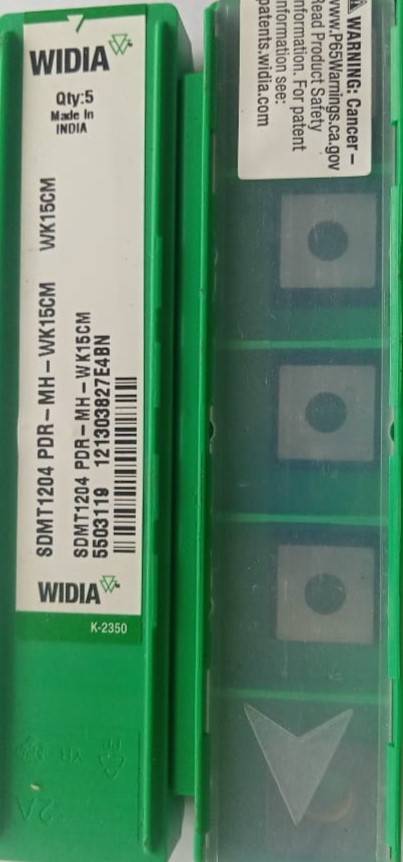 WIDIA
Qty:5
Made In
INDIA
SDMT1204 PDR-MH-WK15CM WK15CM
SDMT1204 PDR-MH-WK15CM
5503119 121303827E4BN
WIDIA
K-2350
2A
WARNING: Cancer –
www.P65Warnings.ca.gov
Read Product Safety
information. For patent
information see:
patents.widia.com